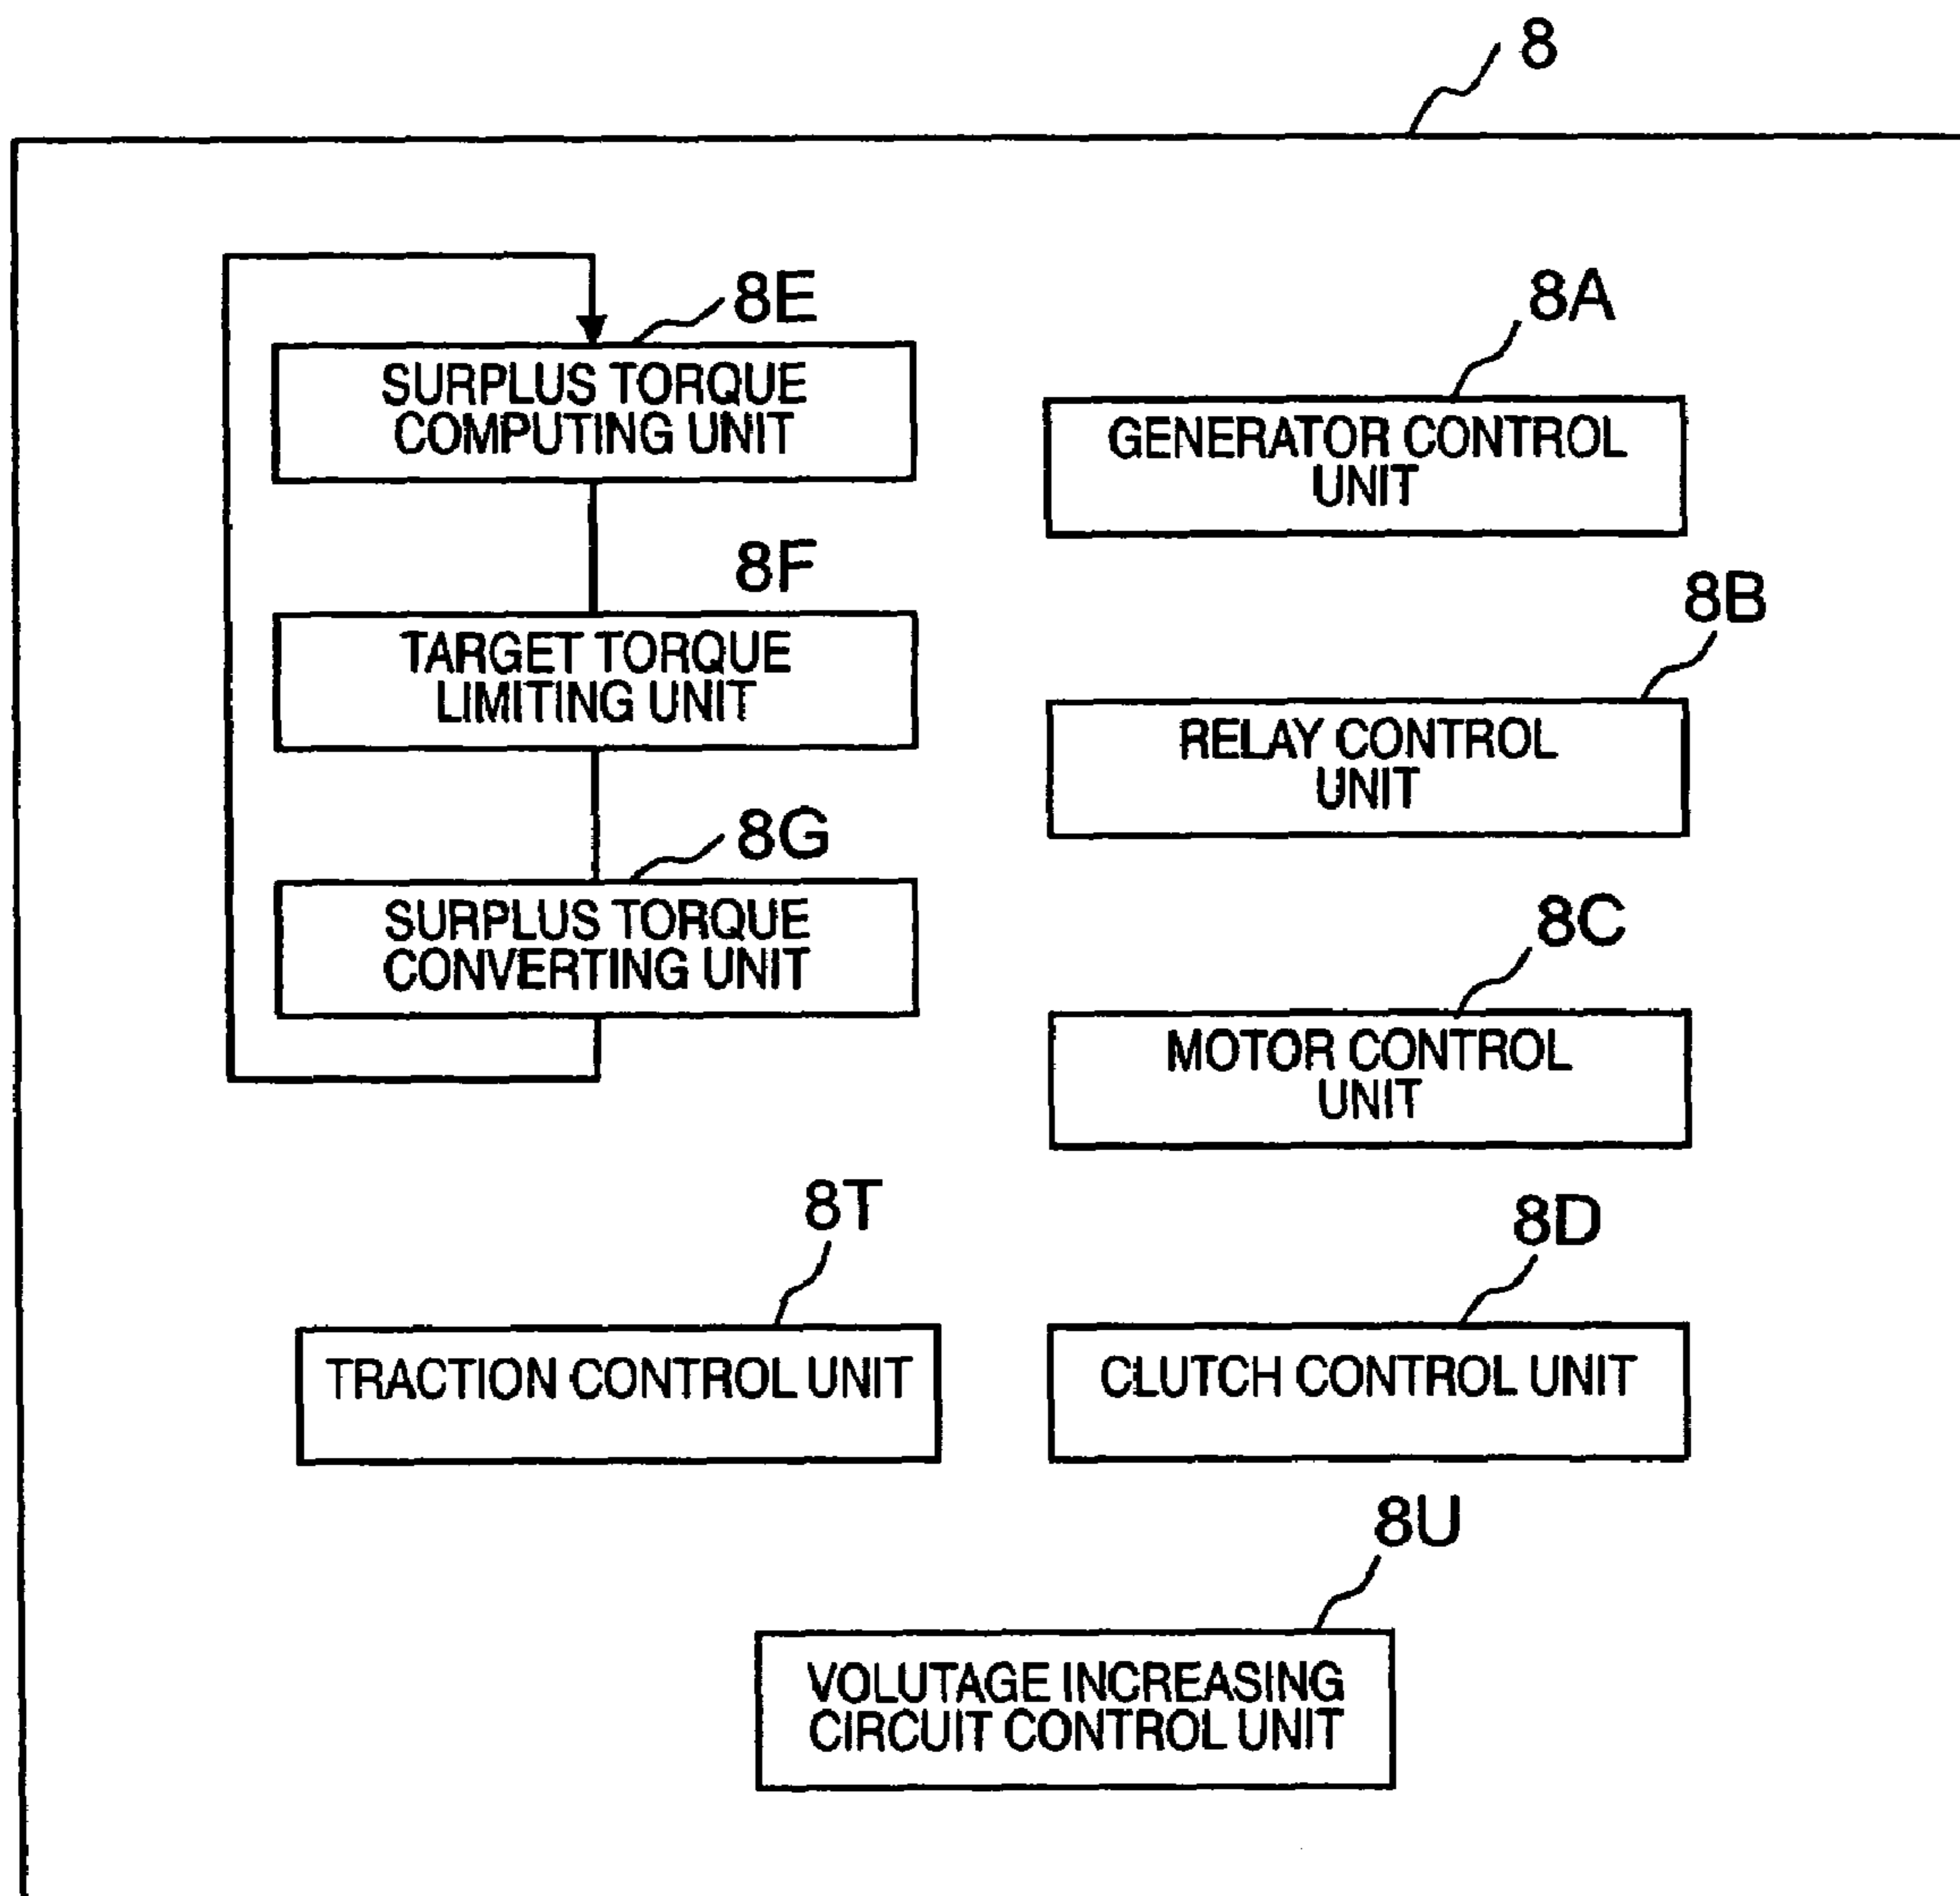 8
8E
SURPLUS TORQUE
COMPUTING UNIT
8A
GENERATOR CONTROL
UNIT
8F
TARGET TORQUE
LIMITING UNIT
8B
RELAY CONTROL
UNIT
8G
SURPLUS TORQUE
CONVERTING UNIT
8C
MOTOR CONTROL
UNIT
8T
TRACTION CONTROL UNIT
8D
CLUTCH CONTROL UNIT
8U
VOLUTAGE INCREASING
CIRCUIT CONTROL UNIT